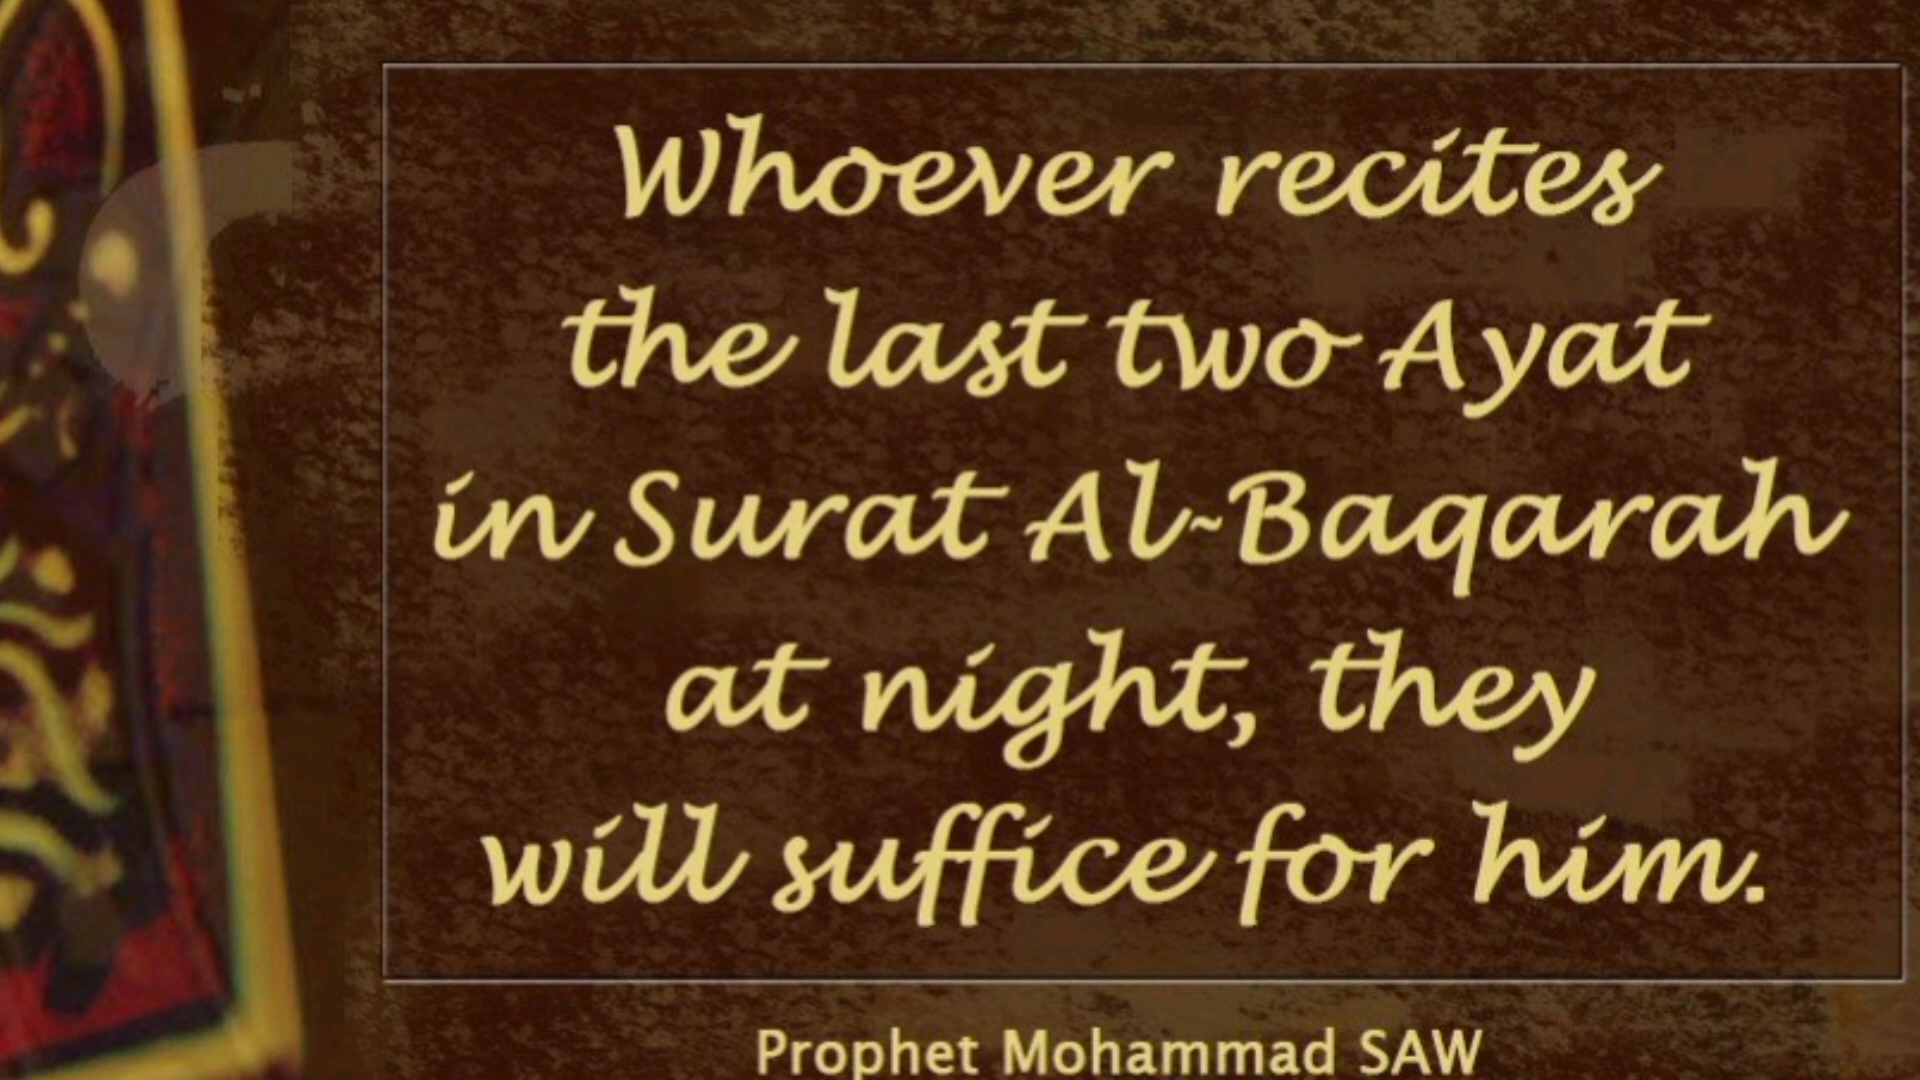 Whoever recites
the last two Ayat
in Surat Al-Baqarah
at night, they
will suffice for him.
Prophet Mohammad SAW